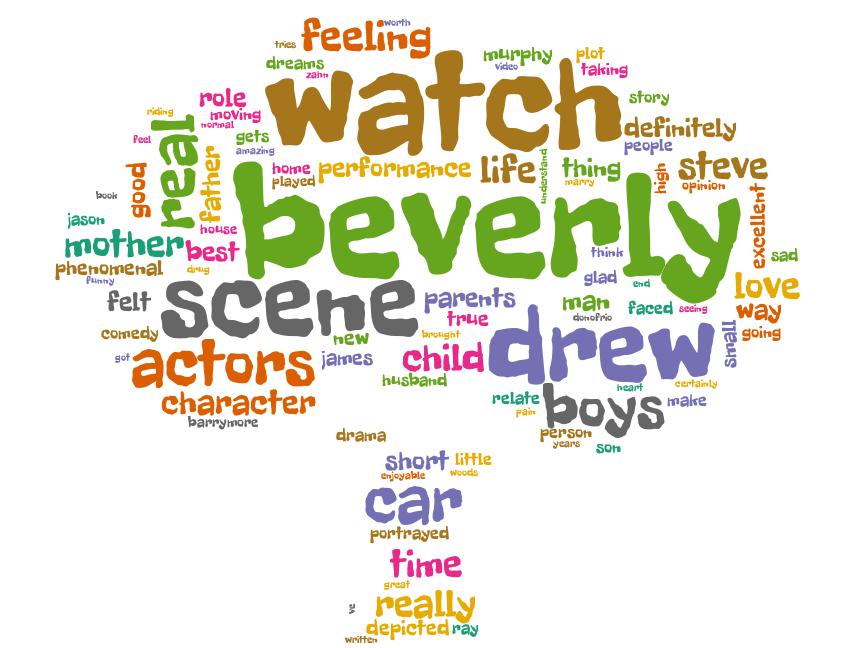 worth
tries feeling
murphy plot
dreams video taking
zahn
watch
role story
riding moving
normal definitely
feel real gets people
amazing
good father home performance life understand thing high steve
played marry opinion
book
beverly
jason house excellent
mother best think sad
phenomenal drug
funny glad end love
felt scene parents man faced seeing way
true donofrio
comedy new brought drew small going
got actors james child
husband heart certainly
character relate boys make
barrymore pain
drama person
years son
short little
enjoyable woods
car
portrayed
time
great
ve really
depicted ray
written